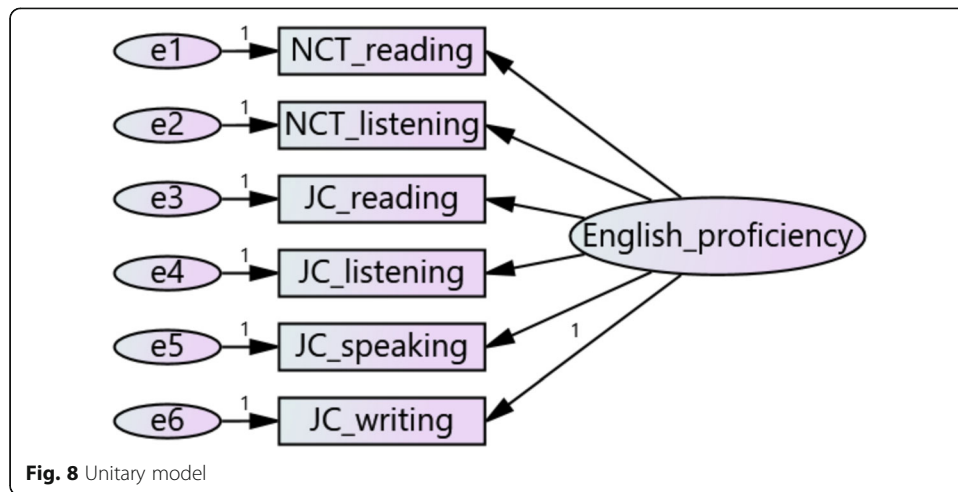 e1 1 NCT_reading
e2 1 NCT_listening
e3 1 JC_reading
English_proficiency
e4 1 JC_listening
e5 1 JC_speaking
1
e6 1 JC_writing
Fig. 8 Unitary model